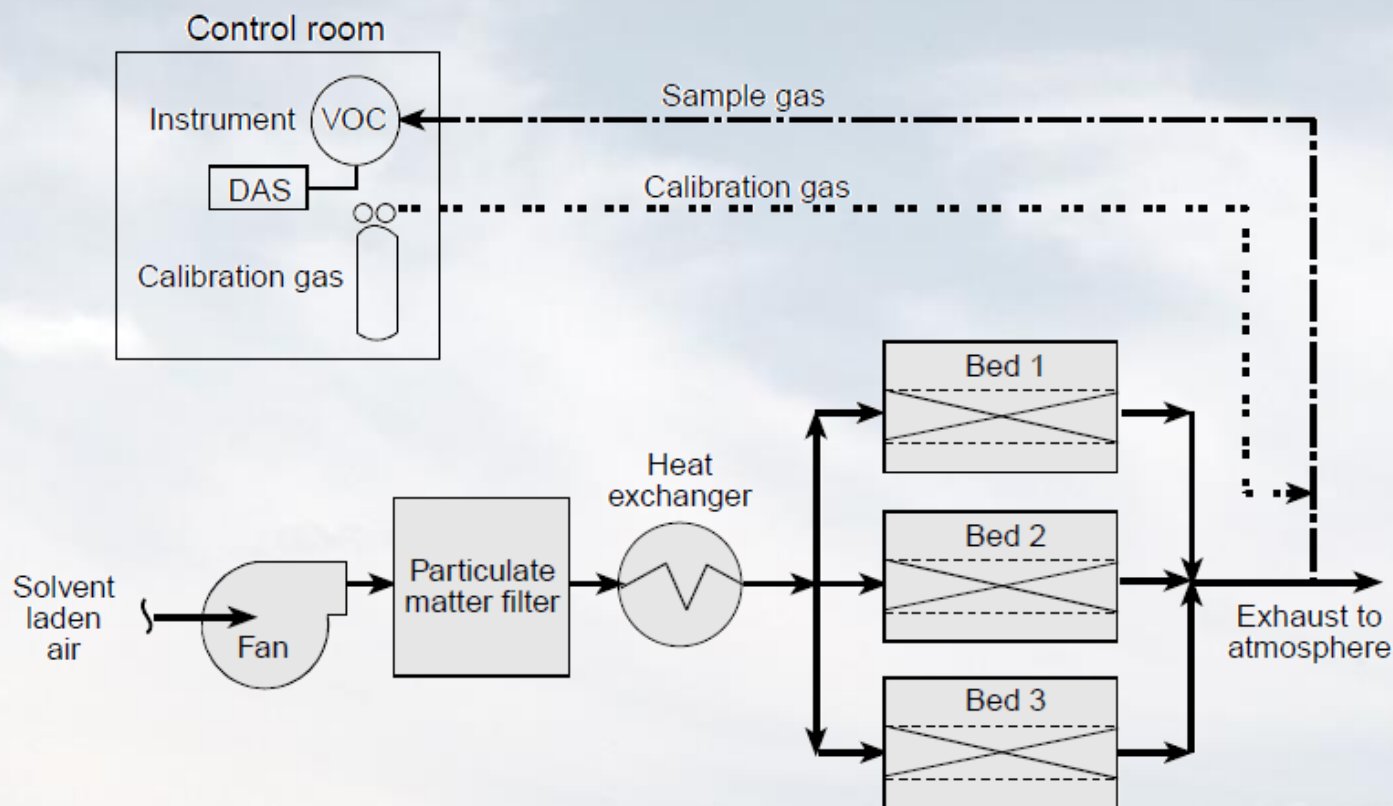 Control room
Instrument
VOC
Sample gas
DAS
Calibration gas
Calibration gas
Bed 1
Heat
exchanger
Bed 2
Particulate
matter filter
Solvent
laden
air
Fan
Exhaust to
atmosphere
Bed 3